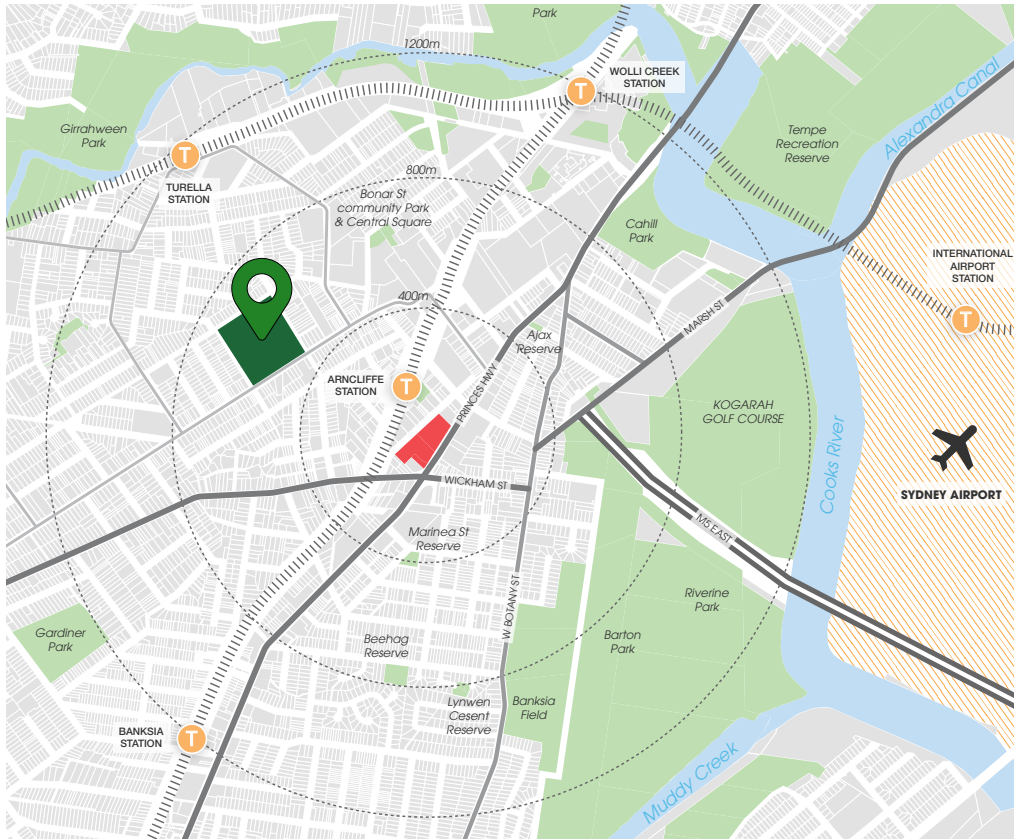 Park
1200m
WOLLI CREEK
STATION
T
Alexandra Canal
Girrahween
Park
Tempe
Recreation
Reserve
T
TURELLA
STATION
800m
Bonar St
community Park
& Central Square
Cahill
Park
INTERNATIONAL
AIRPORT
STATION
T
400m
MARSH ST
Ajax
Reserve
ARNCLIFFE
STATION
T
PRINCES HWY
KOGARAH
GOLF COURSE
Cooks River
SYDNEY AIRPORT
WICKHAM ST
M5 EAST
Marinea St
Reserve
W BOTANY ST
Riverine
Park
Gardiner
Park
Beehag
Reserve
Barton
Park
Lynwen
Cesent
Reserve
Banksia
Field
BANKSIA
STATION
T
Muddy Creek